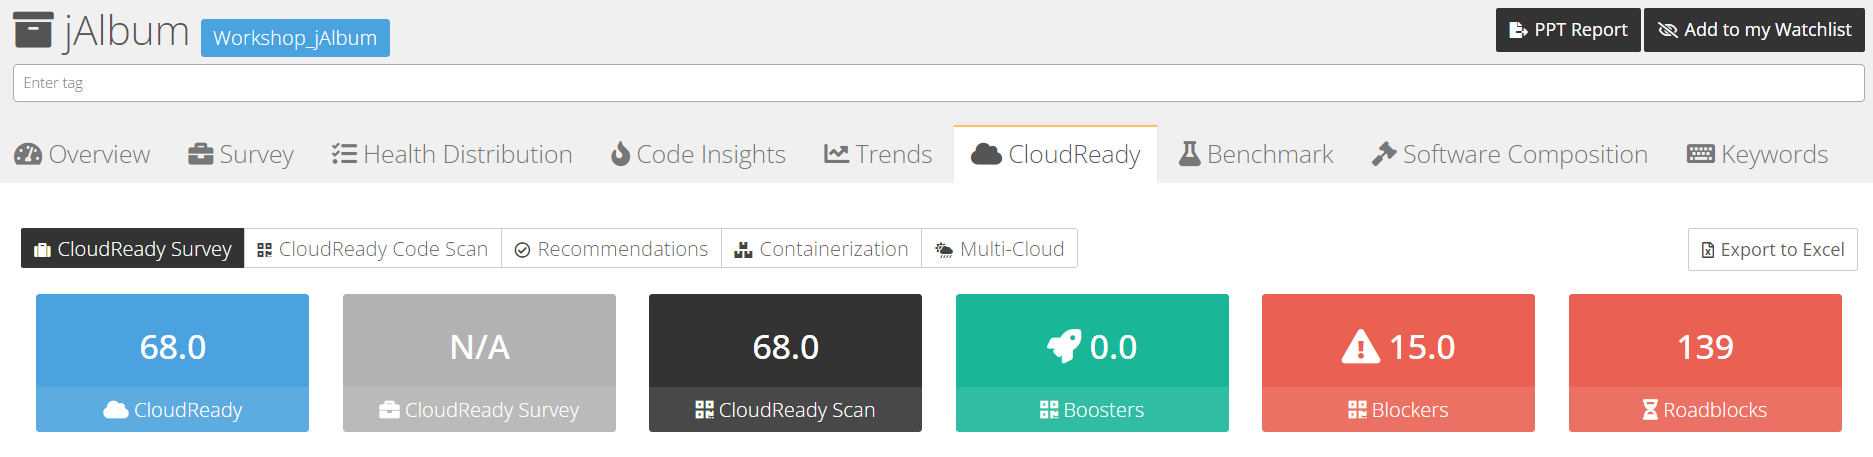 jAlbum Workshop_jAlbum PPT Report Add to my Watchlist
Enter tag
Overview Survey Health Distribution Code Insights Trends CloudReady Benchmark Software Composition Keywords
CloudReady Survey CloudReady Code Scan Recommendations Containerization Multi-Cloud Export to Excel
68.0 N/A 68.0 0.0 15.0 139
CloudReady CloudReady Survey CloudReady Scan Boosters Blockers Roadblocks